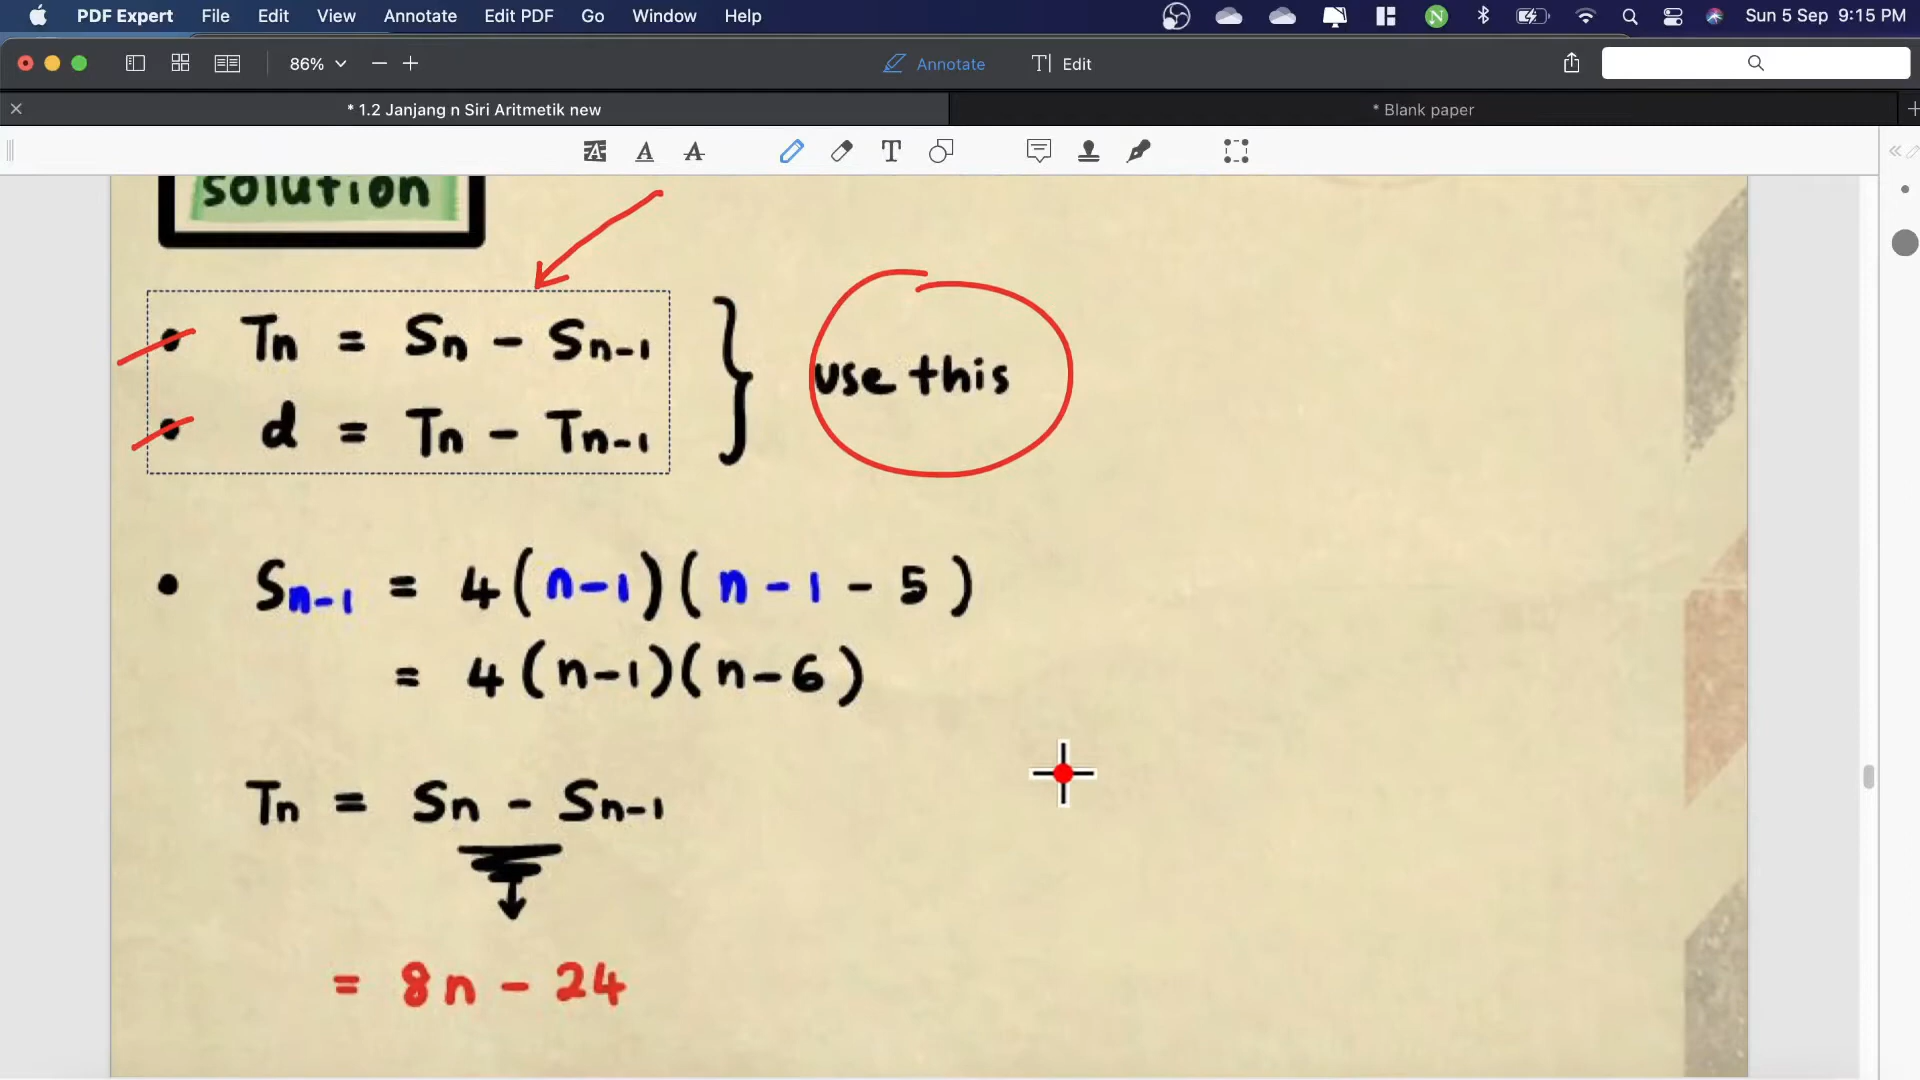 PDF Expert File Edit View Annotate Edit PDF Go Window Help Sun 5 Sep 9:15 PM
86% Annotate Edit
* 1.2 Janjang n Siri Aritmetik new * Blank paper
solution
• Tn = Sn - Sn-1
• d = Tn - Tn-1
use this
• Sn-1 = 4(n-1)(n-1-5)
= 4(n-1)(n-6)
Tn = Sn - Sn-1
= 8n - 24